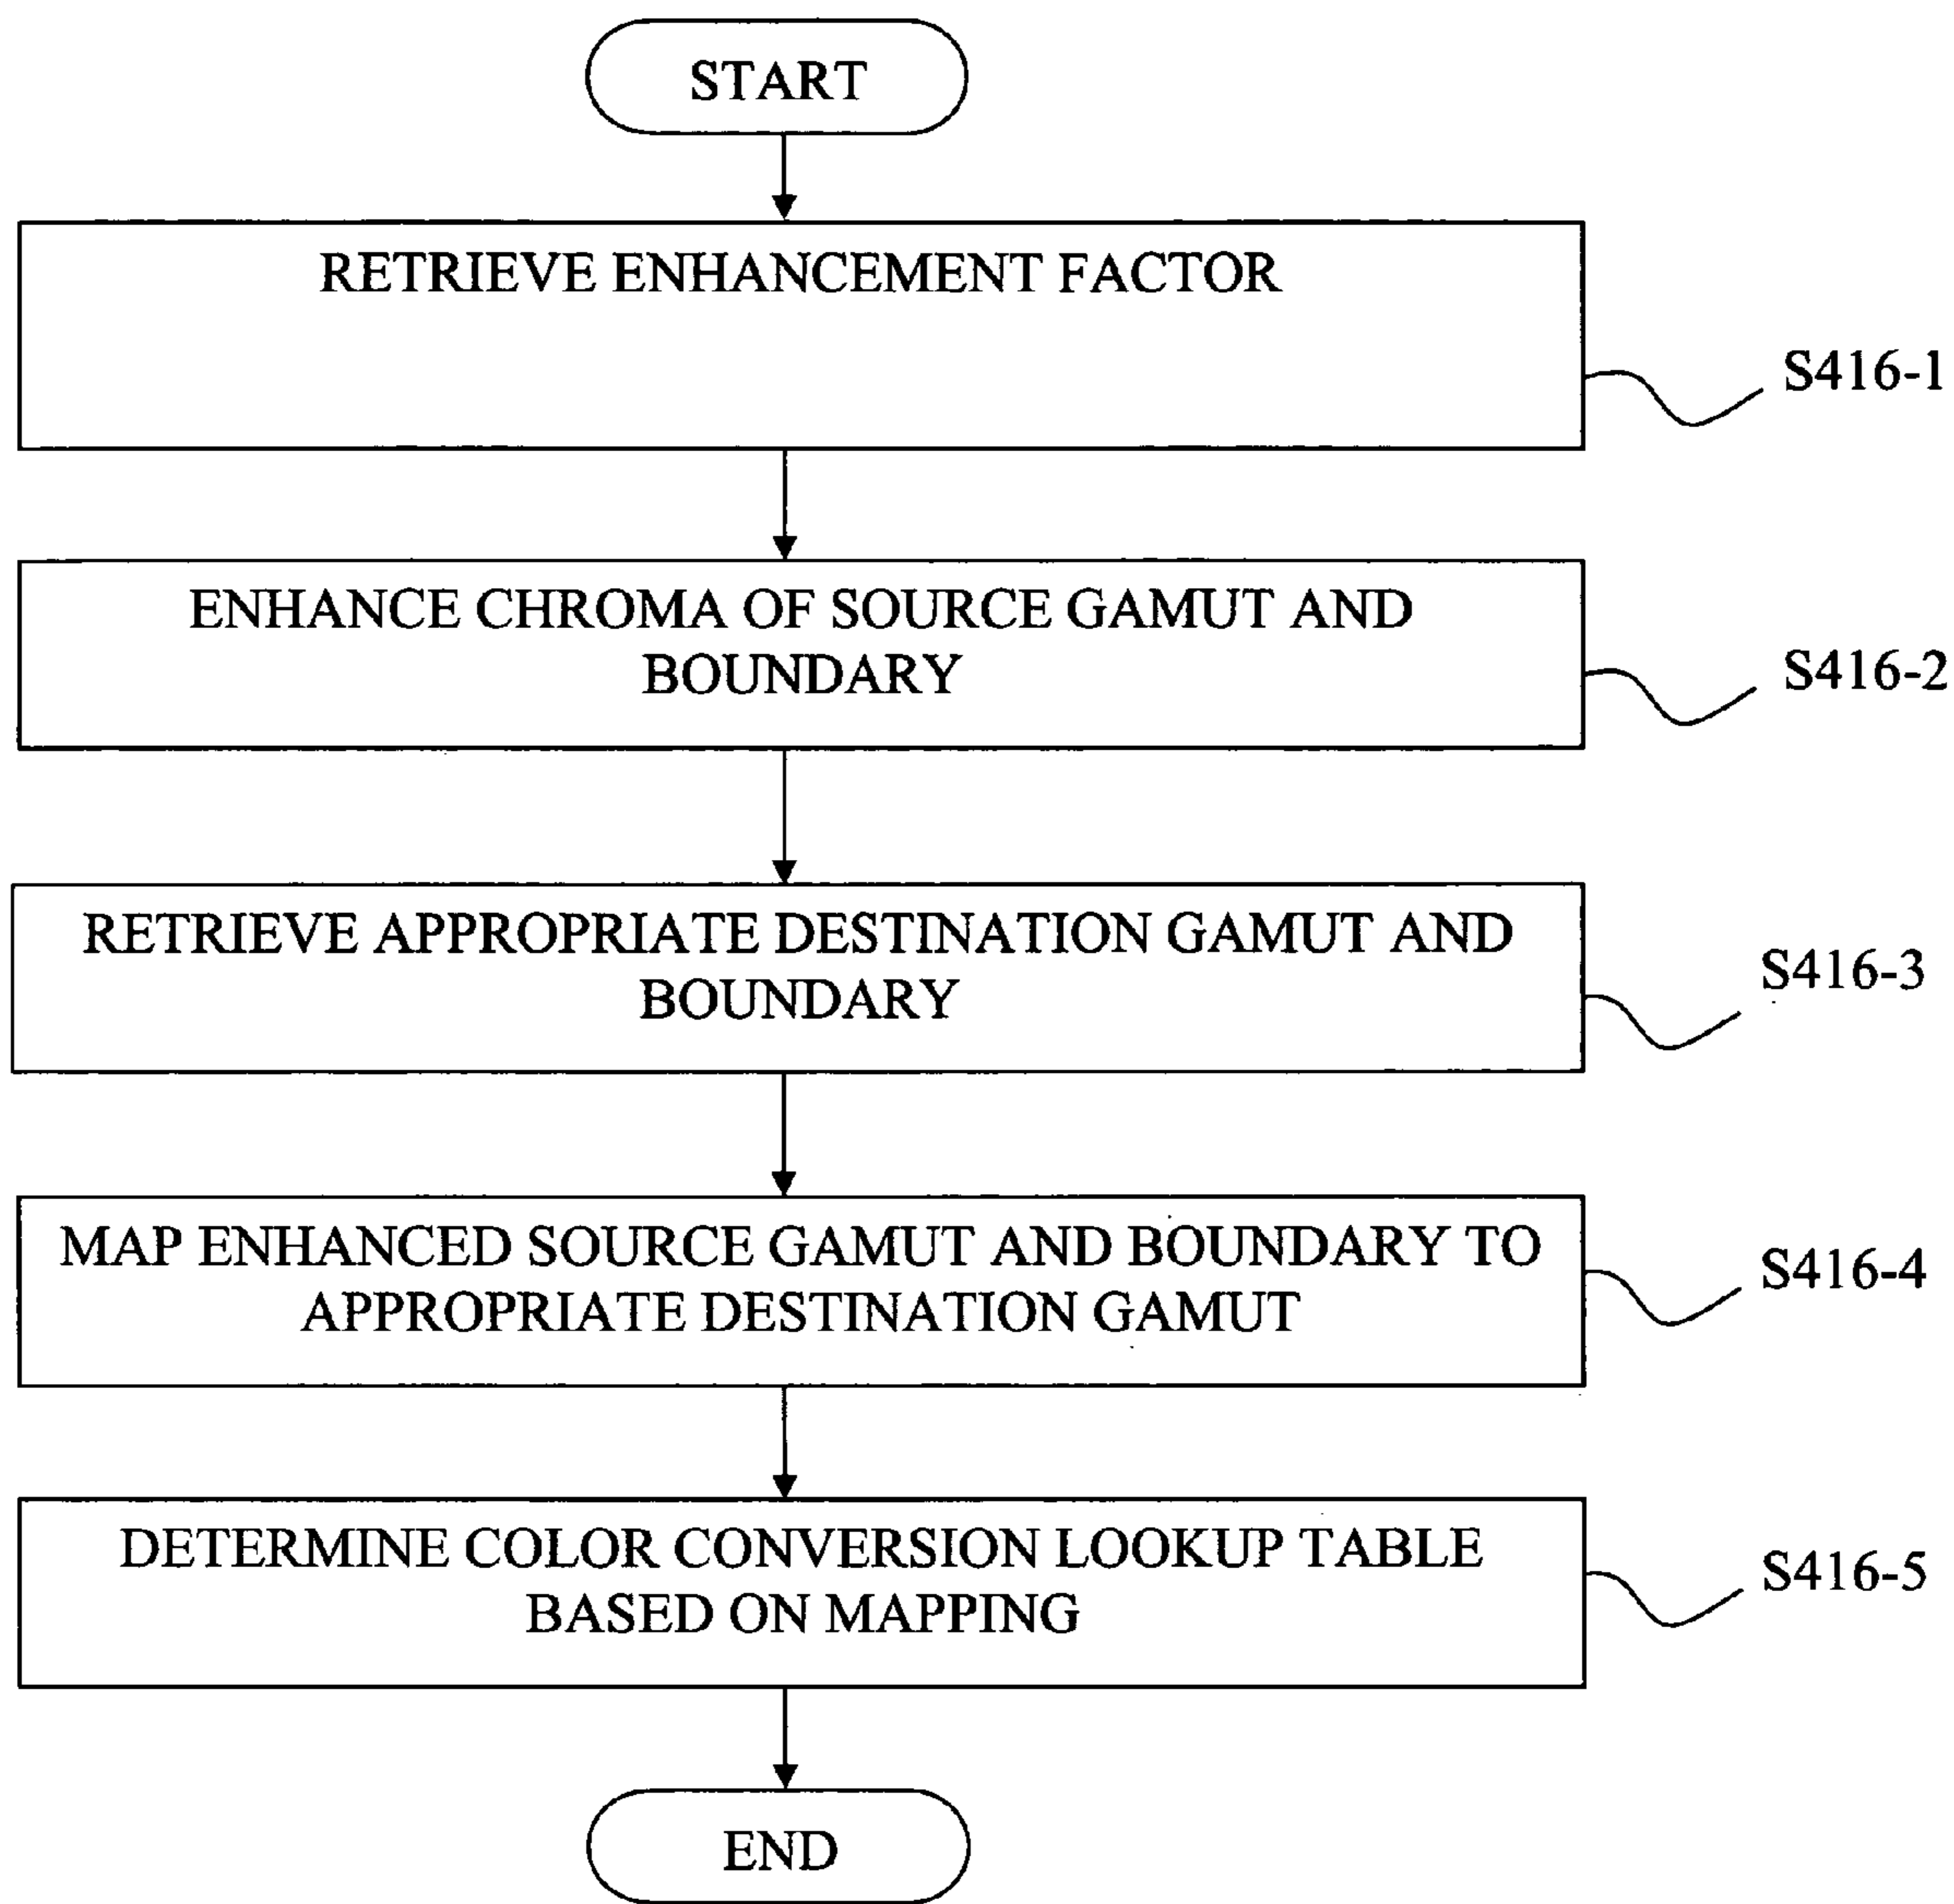 START
RETRIEVE ENHANCEMENT FACTOR
S416-1
ENHANCE CHROMA OF SOURCE GAMUT AND
BOUNDARY
S416-2
RETRIEVE APPROPRIATE DESTINATION GAMUT AND
BOUNDARY
S416-3
MAP ENHANCED SOURCE GAMUT AND BOUNDARY TO
APPROPRIATE DESTINATION GAMUT
S416-4
DETERMINE COLOR CONVERSION LOOKUP TABLE
BASED ON MAPPING
S416-5
END